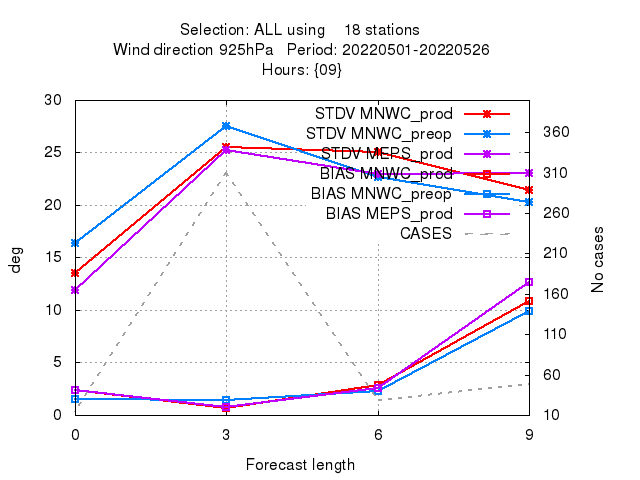 Selection: ALL using 18 stations
Wind direction 925hPa Period: 20220501-20220526
Hours: {09}
30
25
20
15
10
5
0
deg
STDV MNWC_prod
STDV MNWC_preop
STDV MEPS_prod
BIAS MNWC_prod
BIAS MNWC_preop
BIAS MEPS_prod
CASES
360
310
260
210
160
110
60
10
No cases
0 3 6 9
Forecast length